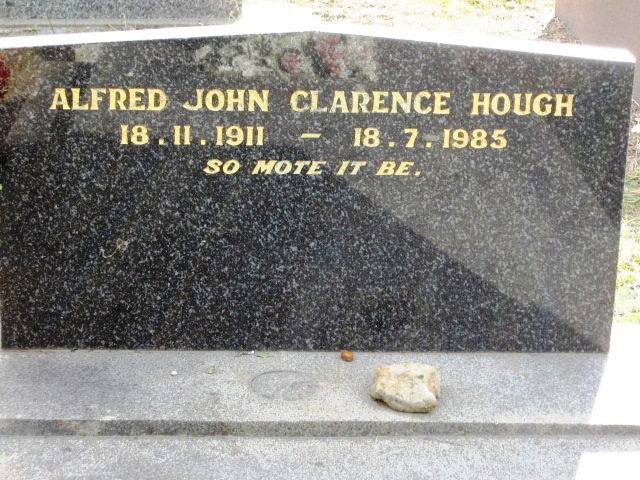 ALFRED JOHN CLARENCE HOUGH
18.11.1911 – 18.7.1985
SO MOTE IT BE.